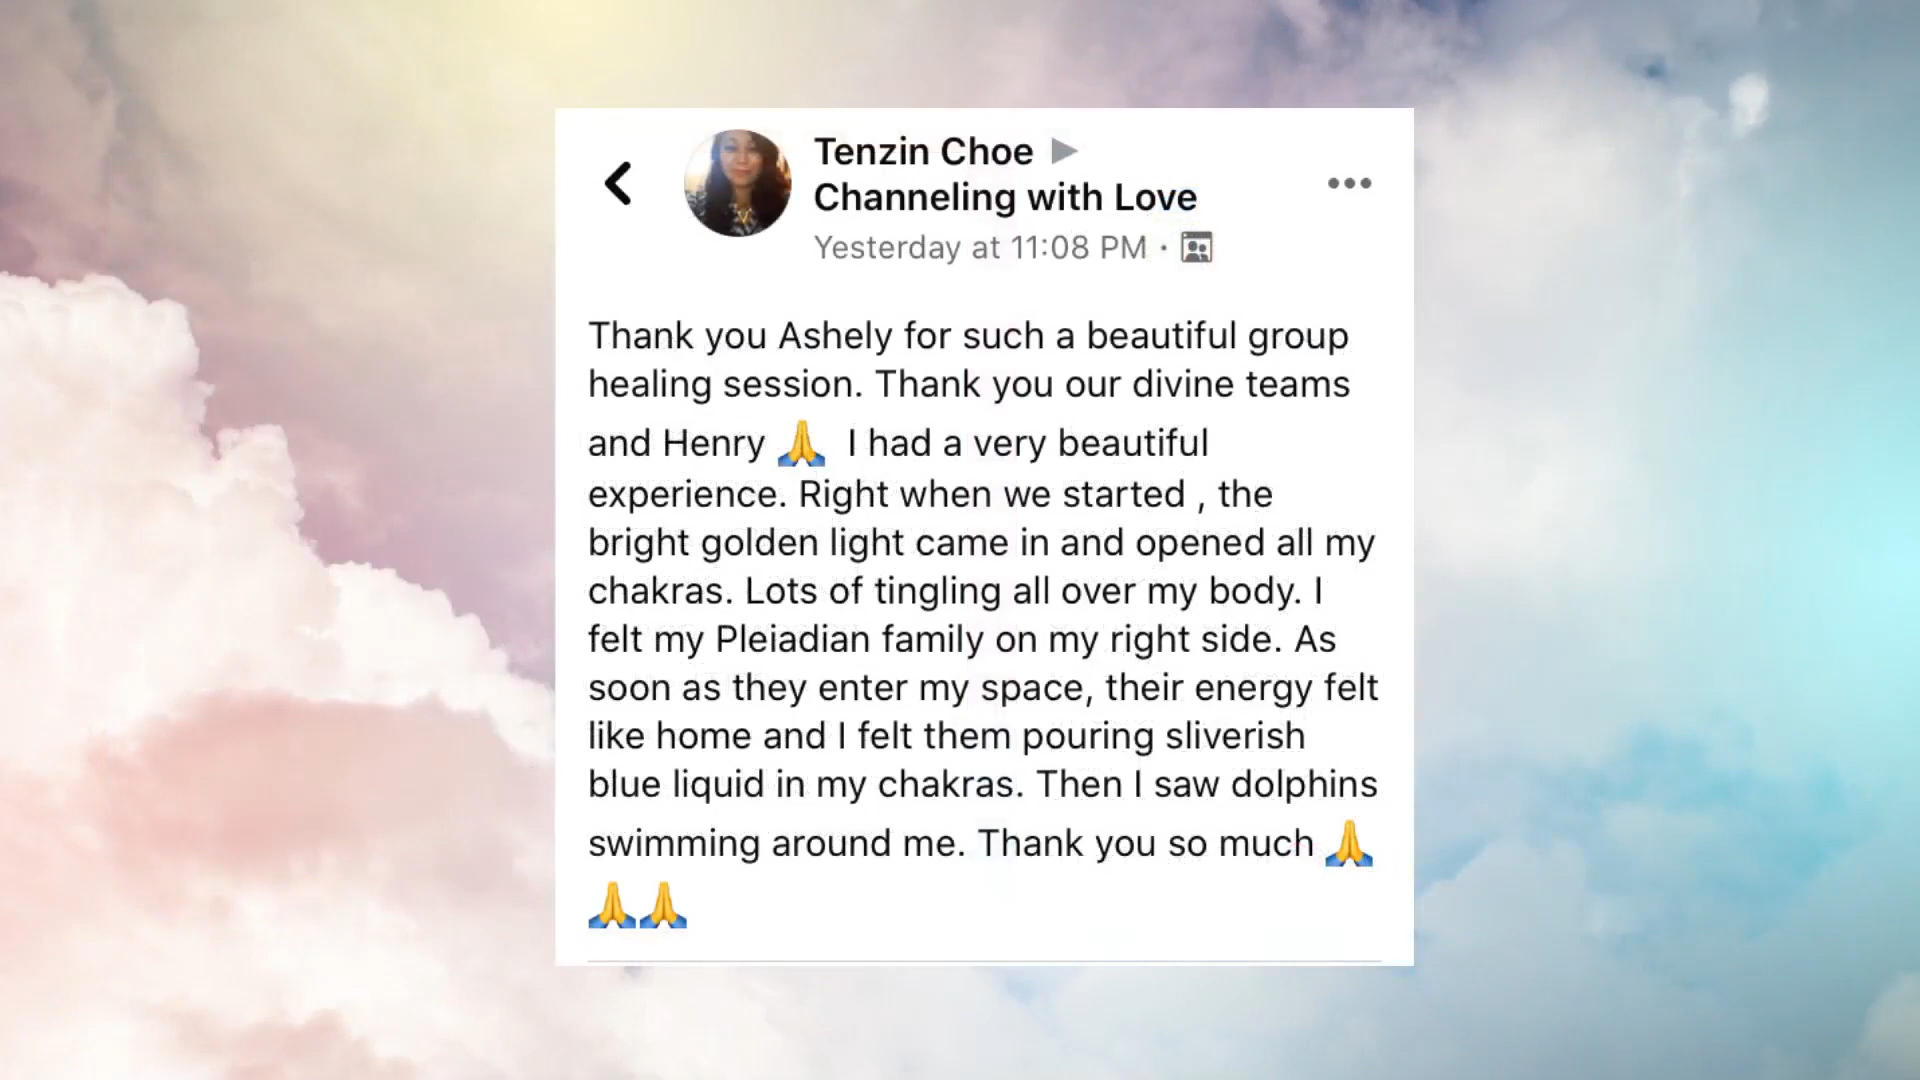 Tenzin Choe ▶
Channeling with Love
Yesterday at 11:08 PM ·
Thank you Ashely for such a beautiful group
healing session. Thank you our divine teams
and Henry 🙏 I had a very beautiful
experience. Right when we started , the
bright golden light came in and opened all my
chakras. Lots of tingling all over my body. I
felt my Pleiadian family on my right side. As
soon as they enter my space, their energy felt
like home and I felt them pouring sliverish
blue liquid in my chakras. Then I saw dolphins
swimming around me. Thank you so much 🙏
🙏🙏